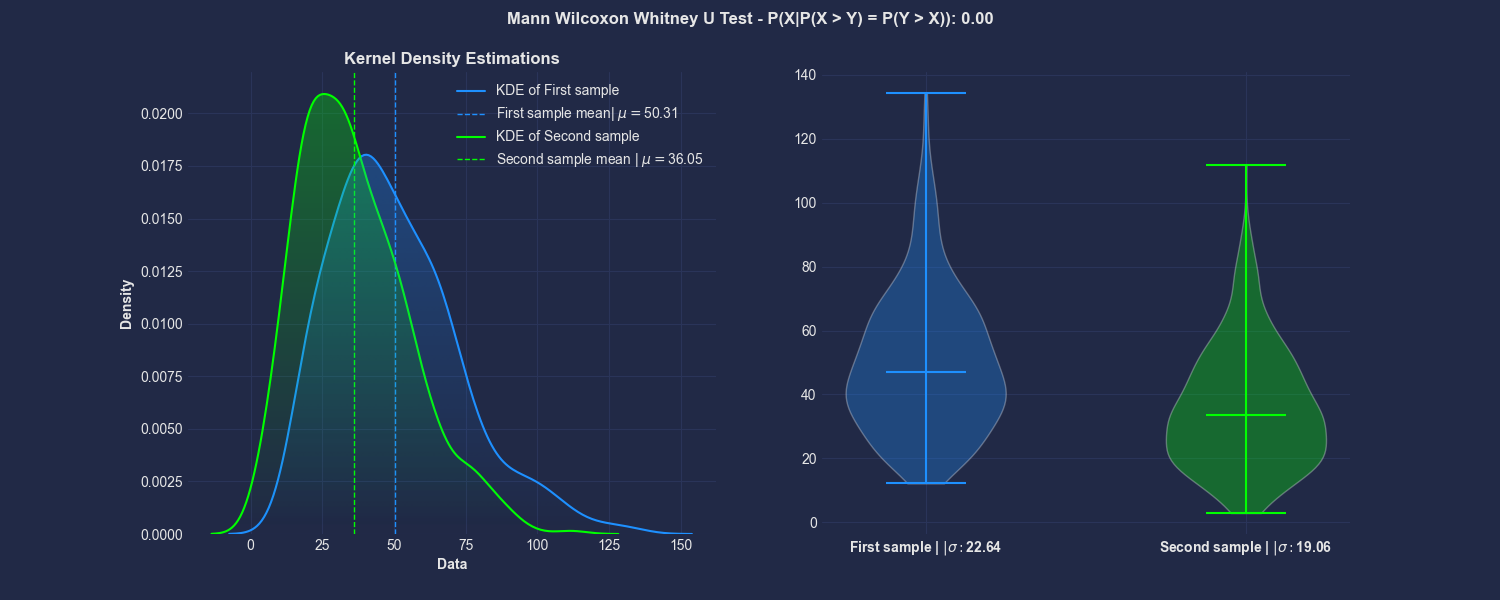 Mann Wilcoxon Whitney U Test - P(X|P(X > Y) = P(Y > X)): 0.00
Kernel Density Estimations
KDE of First sample
First sample mean| μ = 50.31
KDE of Second sample
Second sample mean | μ = 36.05
0.0200
0.0175
0.0150
0.0125
0.0100
0.0075
0.0050
0.0025
0.0000
Density
0 25 50 75 100 125 150
Data
140
120
100
80
60
40
20
0
First sample | |σ: 22.64
Second sample | |σ: 19.06